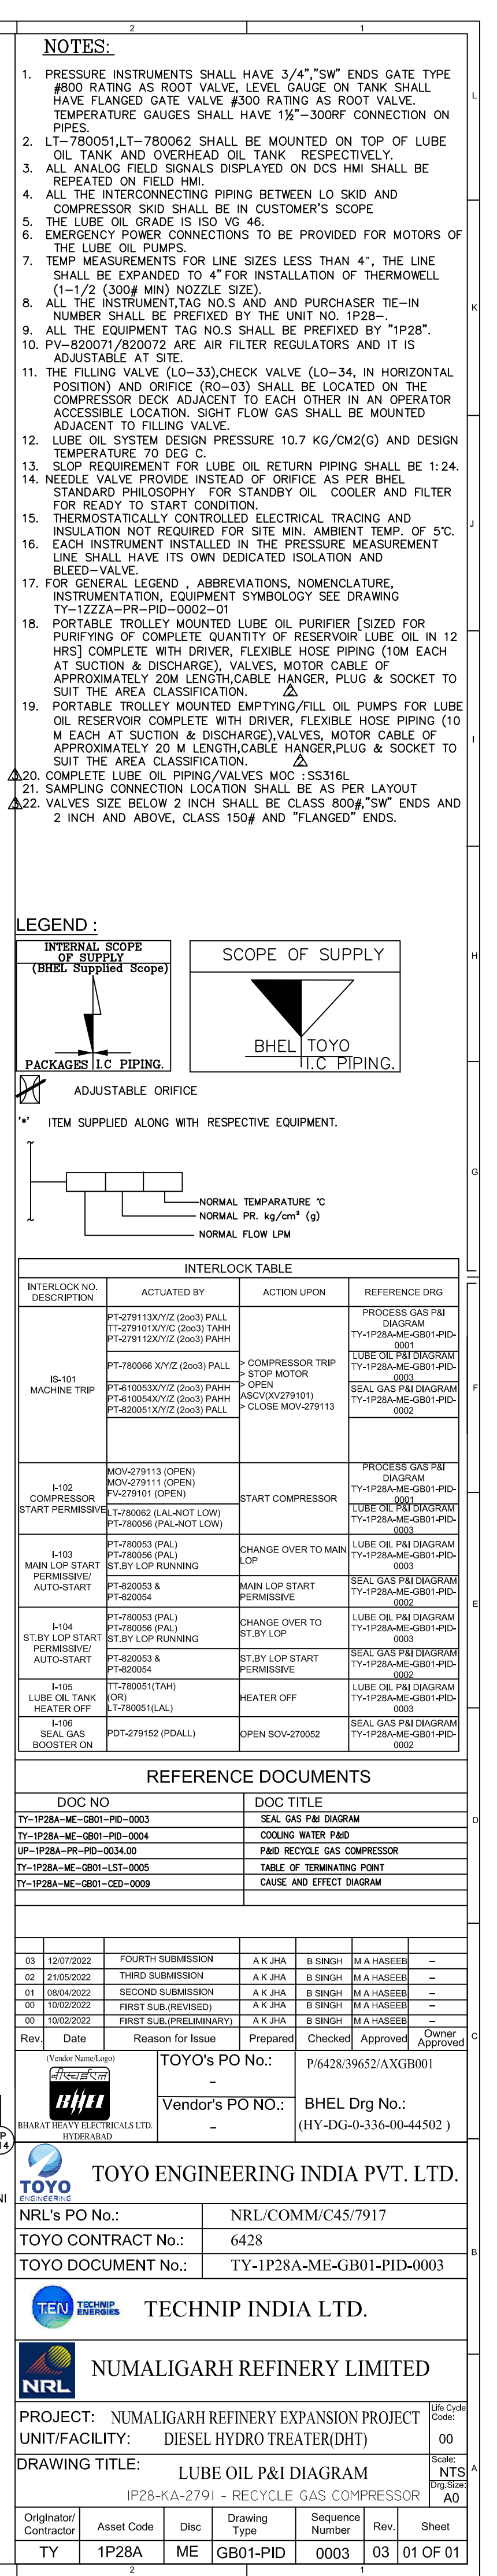 2 1
NOTES:
1. PRESSURE INSTRUMENTS SHALL HAVE 3/4","SW" ENDS GATE TYPE
#800 RATING AS ROOT VALVE, LEVEL GAUGE ON TANK SHALL
HAVE FLANGED GATE VALVE #300 RATING AS ROOT VALVE.
TEMPERATURE GAUGES SHALL HAVE 1½"-300RF CONNECTION ON
PIPES.
2. LT-780051,LT-780062 SHALL BE MOUNTED ON TOP OF LUBE
OIL TANK AND OVERHEAD OIL TANK RESPECTIVELY.
3. ALL ANALOG FIELD SIGNALS DISPLAYED ON DCS HMI SHALL BE
REPEATED ON FIELD HMI.
4. ALL THE INTERCONNECTING PIPING BETWEEN LO SKID AND
COMPRESSOR SKID SHALL BE IN CUSTOMER'S SCOPE
5. THE LUBE OIL GRADE IS ISO VG 46.
6. EMERGENCY POWER CONNECTIONS TO BE PROVIDED FOR MOTORS OF
THE LUBE OIL PUMPS.
7. TEMP MEASUREMENTS FOR LINE SIZES LESS THAN 4", THE LINE
SHALL BE EXPANDED TO 4" FOR INSTALLATION OF THERMOWELL
(1-1/2 (300# MIN) NOZZLE SIZE).
8. ALL THE INSTRUMENT,TAG NO.S AND AND PURCHASER TIE-IN
NUMBER SHALL BE PREFIXED BY THE UNIT NO. 1P28-.
9. ALL THE EQUIPMENT TAG NO.S SHALL BE PREFIXED BY "1P28".
10. PV-820071/820072 ARE AIR FILTER REGULATORS AND IT IS
ADJUSTABLE AT SITE.
11. THE FILLING VALVE (LO-33),CHECK VALVE (LO-34, IN HORIZONTAL
POSITION) AND ORIFICE (RO-03) SHALL BE LOCATED ON THE
COMPRESSOR DECK ADJACENT TO EACH OTHER IN AN OPERATOR
ACCESSIBLE LOCATION. SIGHT FLOW GAS SHALL BE MOUNTED
ADJACENT TO FILLING VALVE.
12. LUBE OIL SYSTEM DESIGN PRESSURE 10.7 KG/CM2(G) AND DESIGN
TEMPERATURE 70 DEG C.
13. SLOP REQUIREMENT FOR LUBE OIL RETURN PIPING SHALL BE 1:24.
14. NEEDLE VALVE PROVIDE INSTEAD OF ORIFICE AS PER BHEL
STANDARD PHILOSOPHY FOR STANDBY OIL COOLER AND FILTER
FOR READY TO START CONDITION.
15. THERMOSTATICALLY CONTROLLED ELECTRICAL TRACING AND
INSULATION NOT REQUIRED FOR SITE MIN. AMBIENT TEMP. OF 5°C.
16. EACH INSTRUMENT INSTALLED IN THE PRESSURE MEASUREMENT
LINE SHALL HAVE ITS OWN DEDICATED ISOLATION AND
BLEED-VALVE.
17. FOR GENERAL LEGEND , ABBREVIATIONS, NOMENCLATURE,
INSTRUMENTATION, EQUIPMENT SYMBOLOGY SEE DRAWING
TY-1ZZZA-PR-PID-0002-01
18. PORTABLE TROLLEY MOUNTED LUBE OIL PURIFIER [SIZED FOR
PURIFYING OF COMPLETE QUANTITY OF RESERVOIR LUBE OIL IN 12
HRS] COMPLETE WITH DRIVER, FLEXIBLE HOSE PIPING (10M EACH
AT SUCTION & DISCHARGE), VALVES, MOTOR CABLE OF
APPROXIMATELY 20M LENGTH,CABLE HANGER, PLUG & SOCKET TO
SUIT THE AREA CLASSIFICATION. 2
19. PORTABLE TROLLEY MOUNTED EMPTYING/FILL OIL PUMPS FOR LUBE
OIL RESERVOIR COMPLETE WITH DRIVER, FLEXIBLE HOSE PIPING (10
M EACH AT SUCTION & DISCHARGE),VALVES, MOTOR CABLE OF
APPROXIMATELY 20 M LENGTH,CABLE HANGER,PLUG & SOCKET TO
SUIT THE AREA CLASSIFICATION. 2
20. COMPLETE LUBE OIL PIPING/VALVES MOC :SS316L
21. SAMPLING CONNECTION LOCATION SHALL BE AS PER LAYOUT
22. VALVES SIZE BELOW 2 INCH SHALL BE CLASS 800#,"SW" ENDS AND
2 INCH AND ABOVE, CLASS 150# AND "FLANGED" ENDS.
L
K
J
I
H
G
F
E
D
C
B
A
LEGEND :
INTERNAL SCOPE
OF SUPPLY
(BHEL Supplied Scope)
PACKAGES I.C PIPING.
SCOPE OF SUPPLY
BHEL TOYO
I.C PIPING.
ADJUSTABLE ORIFICE
'*' ITEM SUPPLIED ALONG WITH RESPECTIVE EQUIPMENT.
NORMAL TEMPARATURE °C
NORMAL PR. kg/cm² (g)
NORMAL FLOW LPM
INTERLOCK TABLE
INTERLOCK NO. DESCRIPTION ACTUATED BY ACTION UPON REFERENCE DRG
IS-101
MACHINE TRIP
PT-279113X/Y/Z (2oo3) PALL
TT-279101X/Y/C (2oo3) TAHH
PT-279112X/Y/Z (2oo3) PAHH
PT-780066 X/Y/Z (2oo3) PALL
PT-610053X/Y/Z (2oo3) PAHH
PT-610054X/Y/Z (2oo3) PAHH
PT-820051X/Y/Z (2oo3) PALL
> COMPRESSOR TRIP
> STOP MOTOR
> OPEN
ASCV(XV279101)
> CLOSE MOV-279113
PROCESS GAS P&I
DIAGRAM
TY-1P28A-ME-GB01-PID-
0001
LUBE OIL P&I DIAGRAM
TY-1P28A-ME-GB01-PID-
0003
SEAL GAS P&I DIAGRAM
TY-1P28A-ME-GB01-PID-
0002
I-102
COMPRESSOR
START PERMISSIVE
MOV-279113 (OPEN)
MOV-279111 (OPEN)
FV-279101 (OPEN)
LT-780062 (LAL-NOT LOW)
PT-780056 (PAL-NOT LOW)
START COMPRESSOR
PROCESS GAS P&I
DIAGRAM
TY-1P28A-ME-GB01-PID-
0001
LUBE OIL P&I DIAGRAM
TY-1P28A-ME-GB01-PID-
0003
I-103
MAIN LOP START
PERMISSIVE/
AUTO-START
PT-780053 (PAL)
PT-780056 (PAL)
ST.BY LOP RUNNING
CHANGE OVER TO MAIN
LOP
LUBE OIL P&I DIAGRAM
TY-1P28A-ME-GB01-PID-
0003
PT-820053 &
PT-820054
MAIN LOP START
PERMISSIVE
SEAL GAS P&I DIAGRAM
TY-1P28A-ME-GB01-PID-
0002
I-104
ST.BY LOP START
PERMISSIVE/
AUTO-START
PT-780053 (PAL)
PT-780056 (PAL)
ST.BY LOP RUNNING
CHANGE OVER TO
ST.BY LOP
LUBE OIL P&I DIAGRAM
TY-1P28A-ME-GB01-PID-
0003
PT-820053 &
PT-820054
ST.BY LOP START
PERMISSIVE
SEAL GAS P&I DIAGRAM
TY-1P28A-ME-GB01-PID-
0002
I-105
LUBE OIL TANK
HEATER OFF
TT-780051(TAH)
(OR)
LT-780051(LAL)
HEATER OFF
LUBE OIL P&I DIAGRAM
TY-1P28A-ME-GB01-PID-
0003
I-106
SEAL GAS
BOOSTER ON
PDT-279152 (PDALL)
OPEN SOV-270052
SEAL GAS P&I DIAGRAM
TY-1P28A-ME-GB01-PID-
0002
REFERENCE DOCUMENTS
DOC NO DOC TITLE
TY-1P28A-ME-GB01-PID-0003 SEAL GAS P&I DIAGRAM
TY-1P28A-ME-GB01-PID-0004 COOLING WATER P&ID
UP-1P28A-PR-PID-0034.00 P&ID RECYCLE GAS COMPRESSOR
TY-1P28A-ME-GB01-LST-0005 TABLE OF TERMINATING POINT
TY-1P28A-ME-GB01-CED-0009 CAUSE AND EFFECT DIAGRAM
03 12/07/2022 FOURTH SUBMISSION A K JHA B SINGH M A HASEEB -
02 21/05/2022 THIRD SUBMISSION A K JHA B SINGH M A HASEEB -
01 08/04/2022 SECOND SUBMISSION A K JHA B SINGH M A HASEEB -
00 10/02/2022 FIRST SUB.(REVISED) A K JHA B SINGH M A HASEEB -
00 10/02/2022 FIRST SUB.(PRELIMINARY) A K JHA B SINGH M A HASEEB -
Rev. Date Reason for Issue Prepared Checked Approved Owner Approved
(Vendor Name/Logo)
बीएचईएल
BHEL
BHARAT HEAVY ELECTRICALS LTD.
HYDERABAD
TOYO's PO No.:
-
P/6428/39652/AXGB001
Vendor's PO NO.:
-
BHEL Drg No.:
(HY-DG-0-336-00-44502 )
P
14
NI
TOYO
ENGINEERING
TOYO ENGINEERING INDIA PVT. LTD.
NRL's PO No.: NRL/COMM/C45/7917
TOYO CONTRACT No.: 6428
TOYO DOCUMENT No.: TY-1P28A-ME-GB01-PID-0003
T.EN TECHNIP
ENERGIES
TECHNIP INDIA LTD.
NRL
NUMALIGARH REFINERY LIMITED
PROJECT: NUMALIGARH REFINERY EXPANSION PROJECT
UNIT/FACILITY: DIESEL HYDRO TREATER(DHT)
Life Cycle
Code:
00
DRAWING TITLE:
LUBE OIL P&I DIAGRAM
IP28-KA-2791 - RECYCLE GAS COMPRESSOR
Scale:
NTS
Drg.Size:
A0
Originator/ Contractor Asset Code Disc Drawing Type Sequence Number Rev. Sheet
TY 1P28A ME GB01-PID 0003 03 01 OF 01
2 1